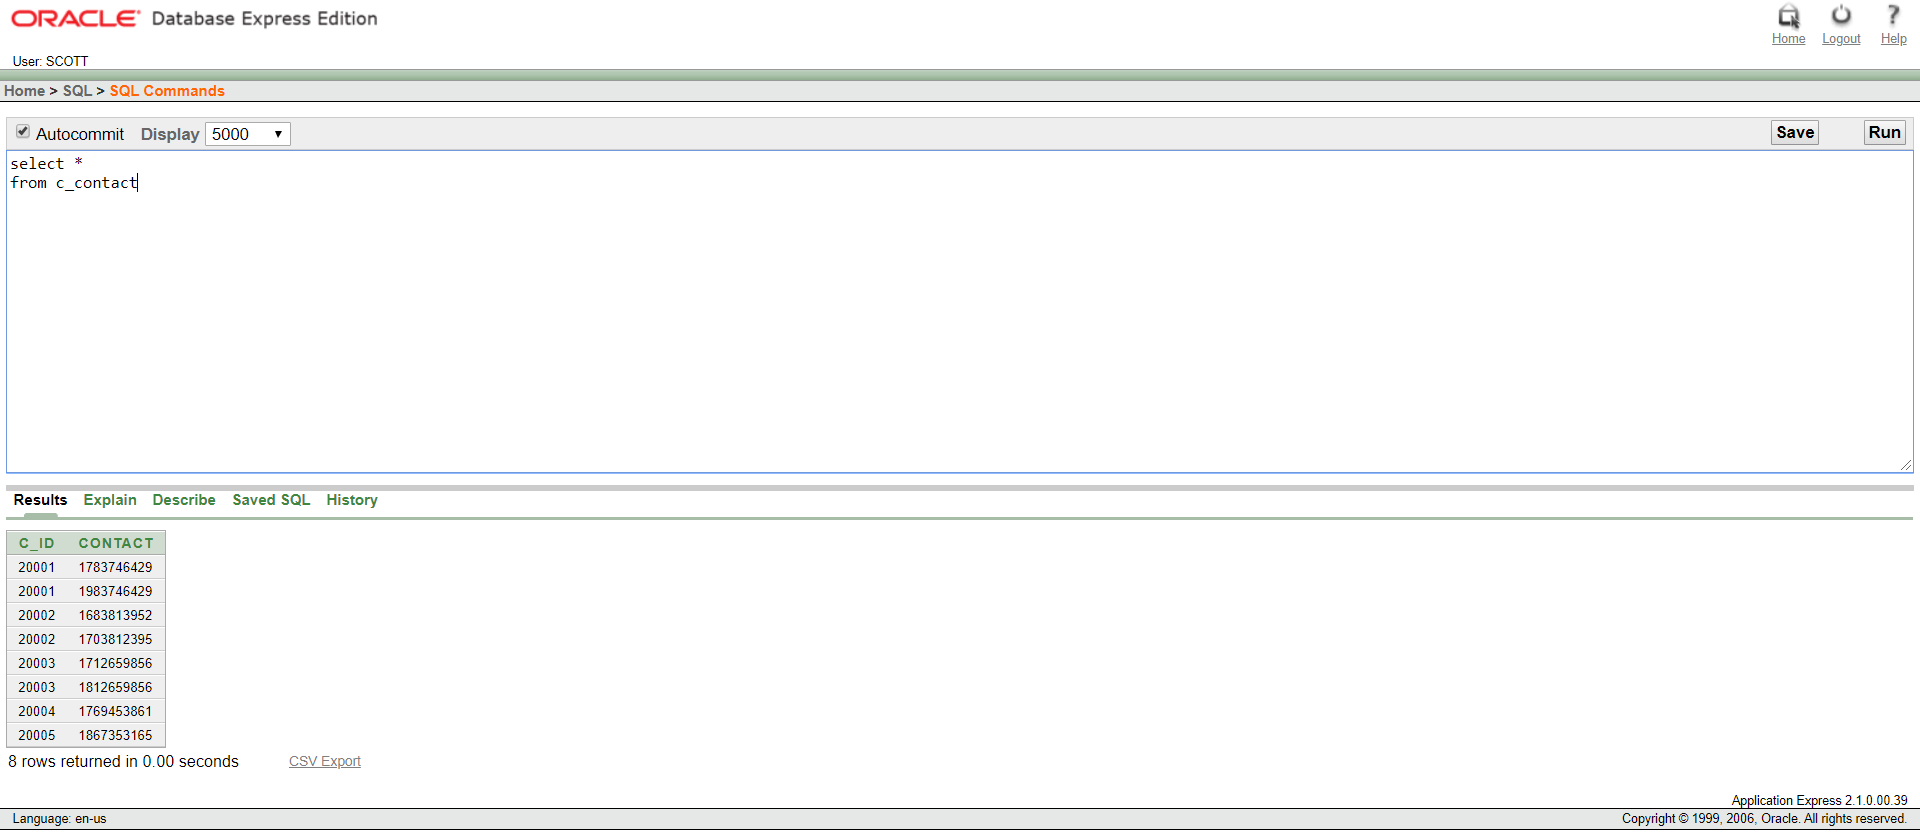 ORACLE Database Express Edition
Home Logout Help
User: SCOTT
Home > SQL > SQL Commands
Autocommit Display 5000 Save Run
select *
from c_contact
Results Explain Describe Saved SQL History
C_ID CONTACT
20001 1783746429
20001 1983746429
20002 1683813952
20002 1703812395
20003 1712659856
20003 1812659856
20004 1769453861
20005 1867353165
8 rows returned in 0.00 seconds CSV Export
Application Express 2.1.0.00.39
Language: en-us Copyright © 1999, 2006, Oracle. All rights reserved.